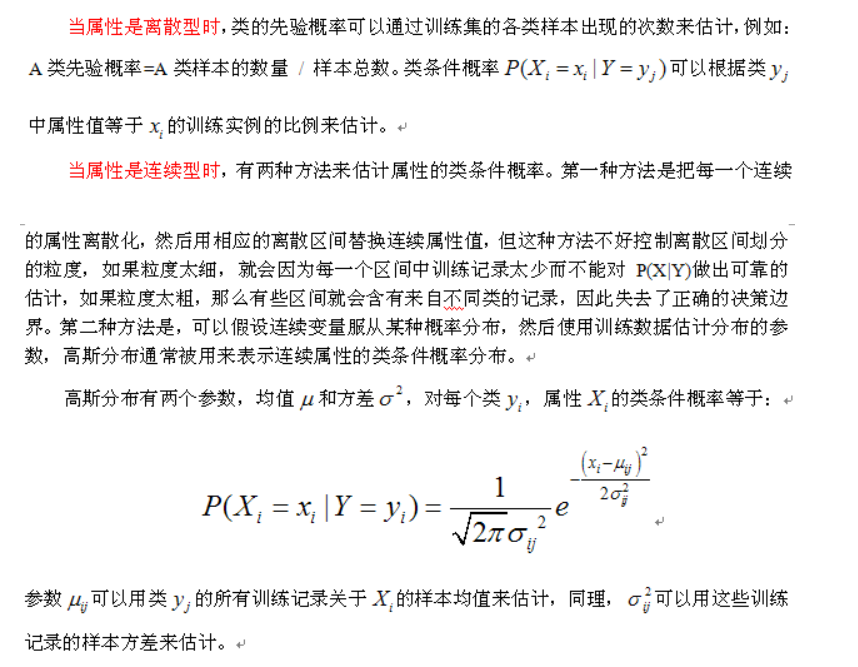 当属性是离散型时，类的先验概率可以通过训练集的各类样本出现的次数来估计，例如：
A 类先验概率=A 类样本的数量 / 样本总数。类条件概率 P(X_i = x_i | Y = y_j) 可以根据类 y_j
中属性值等于 x_i 的训练实例的比例来估计。↵
当属性是连续型时，有两种方法来估计属性的类条件概率。第一种方法是把每一个连续
的属性离散化，然后用相应的离散区间替换连续属性值，但这种方法不好控制离散区间划分
的粒度，如果粒度太细，就会因为每一个区间中训练记录太少而不能对 P(X|Y)做出可靠的
估计，如果粒度太粗，那么有些区间就会含有来自不同类的记录，因此失去了正确的决策边
界。第二种方法是，可以假设连续变量服从某种概率分布，然后使用训练数据估计分布的参
数，高斯分布通常被用来表示连续属性的类条件概率分布。↵
高斯分布有两个参数，均值 μ 和方差 σ^2，对每个类 y_i，属性 X_i 的类条件概率等于：↵
P(X_i = x_i | Y = y_i) = \frac{1}{\sqrt{2π}σ_{ij}^2} e^{-\frac{(x_i-μ_{ij})^2}{2σ_{ij}^2}} ↵
参数 μ_{ij} 可以用类 y_j 的所有训练记录关于 X_i 的样本均值来估计，同理，σ_{ij}^2 可以用这些训练
记录的样本方差来估计。↵